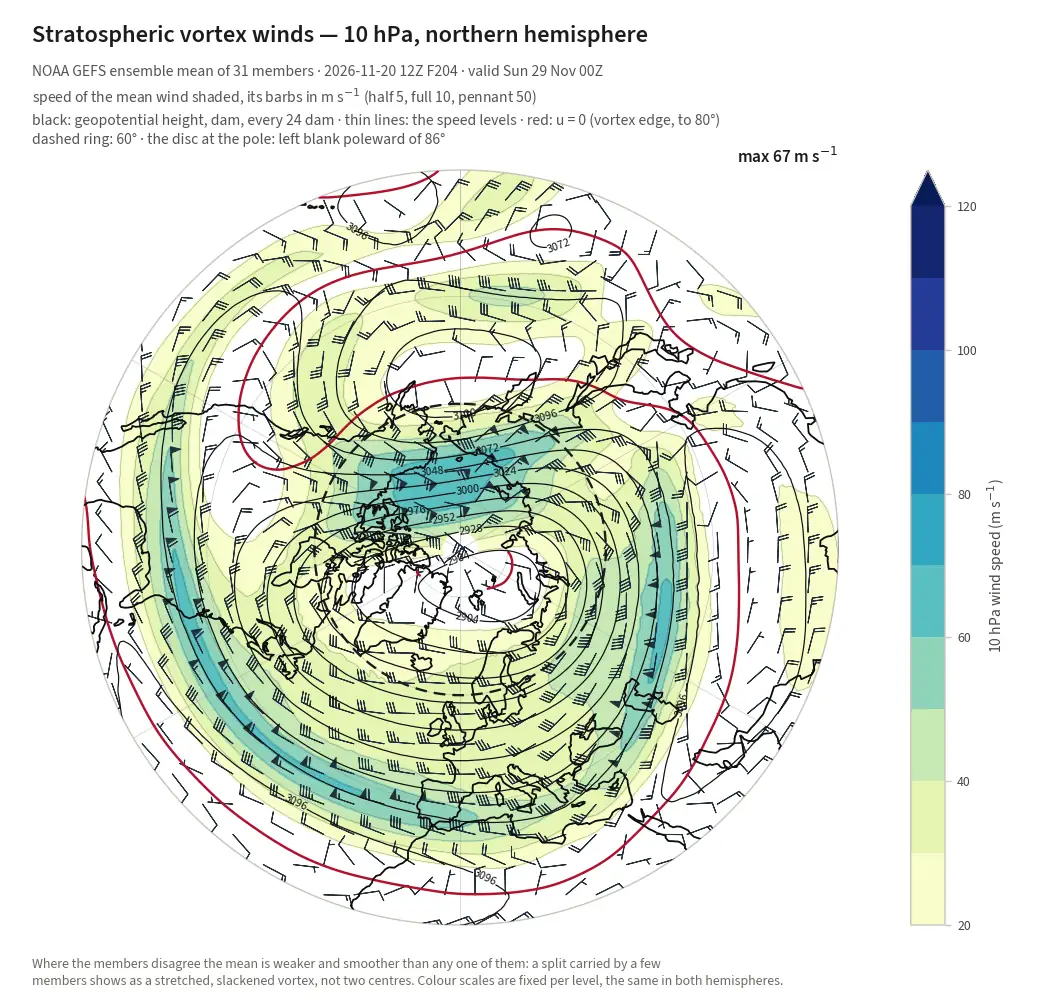 Stratospheric vortex winds — 10 hPa, northern hemisphere
NOAA GEFS ensemble mean of 31 members · 2026-11-20 12Z F204 · valid Sun 29 Nov 00Z
speed of the mean wind shaded, its barbs in m s⁻¹ (half 5, full 10, pennant 50)
black: geopotential height, dam, every 24 dam · thin lines: the speed levels · red: u = 0 (vortex edge, to 80°)
dashed ring: 60° · the disc at the pole: left blank poleward of 86°
max 67 m s⁻¹
3096
3072
3096
3072
3048
3024
3000
2976
2952
2928
2904
3096
3096
120
100
80
60
40
20
10 hPa wind speed (m s⁻¹)
Where the members disagree the mean is weaker and smoother than any one of them: a split carried by a few
members shows as a stretched, slackened vortex, not two centres. Colour scales are fixed per level, the same in both hemispheres.